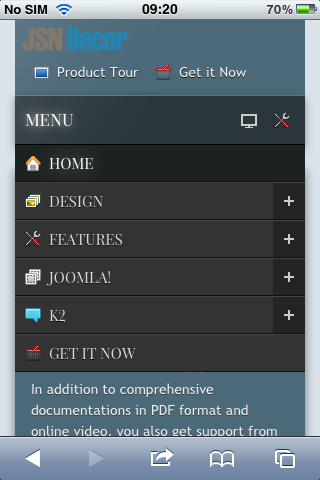 No SIM 09:20 70%
JSN Decor
Product Tour Get it Now
MENU
HOME
DESIGN +
FEATURES +
JOOMLA! +
K2 +
GET IT NOW
In addition to comprehensive
documentations in PDF format and
online video, you also get support from